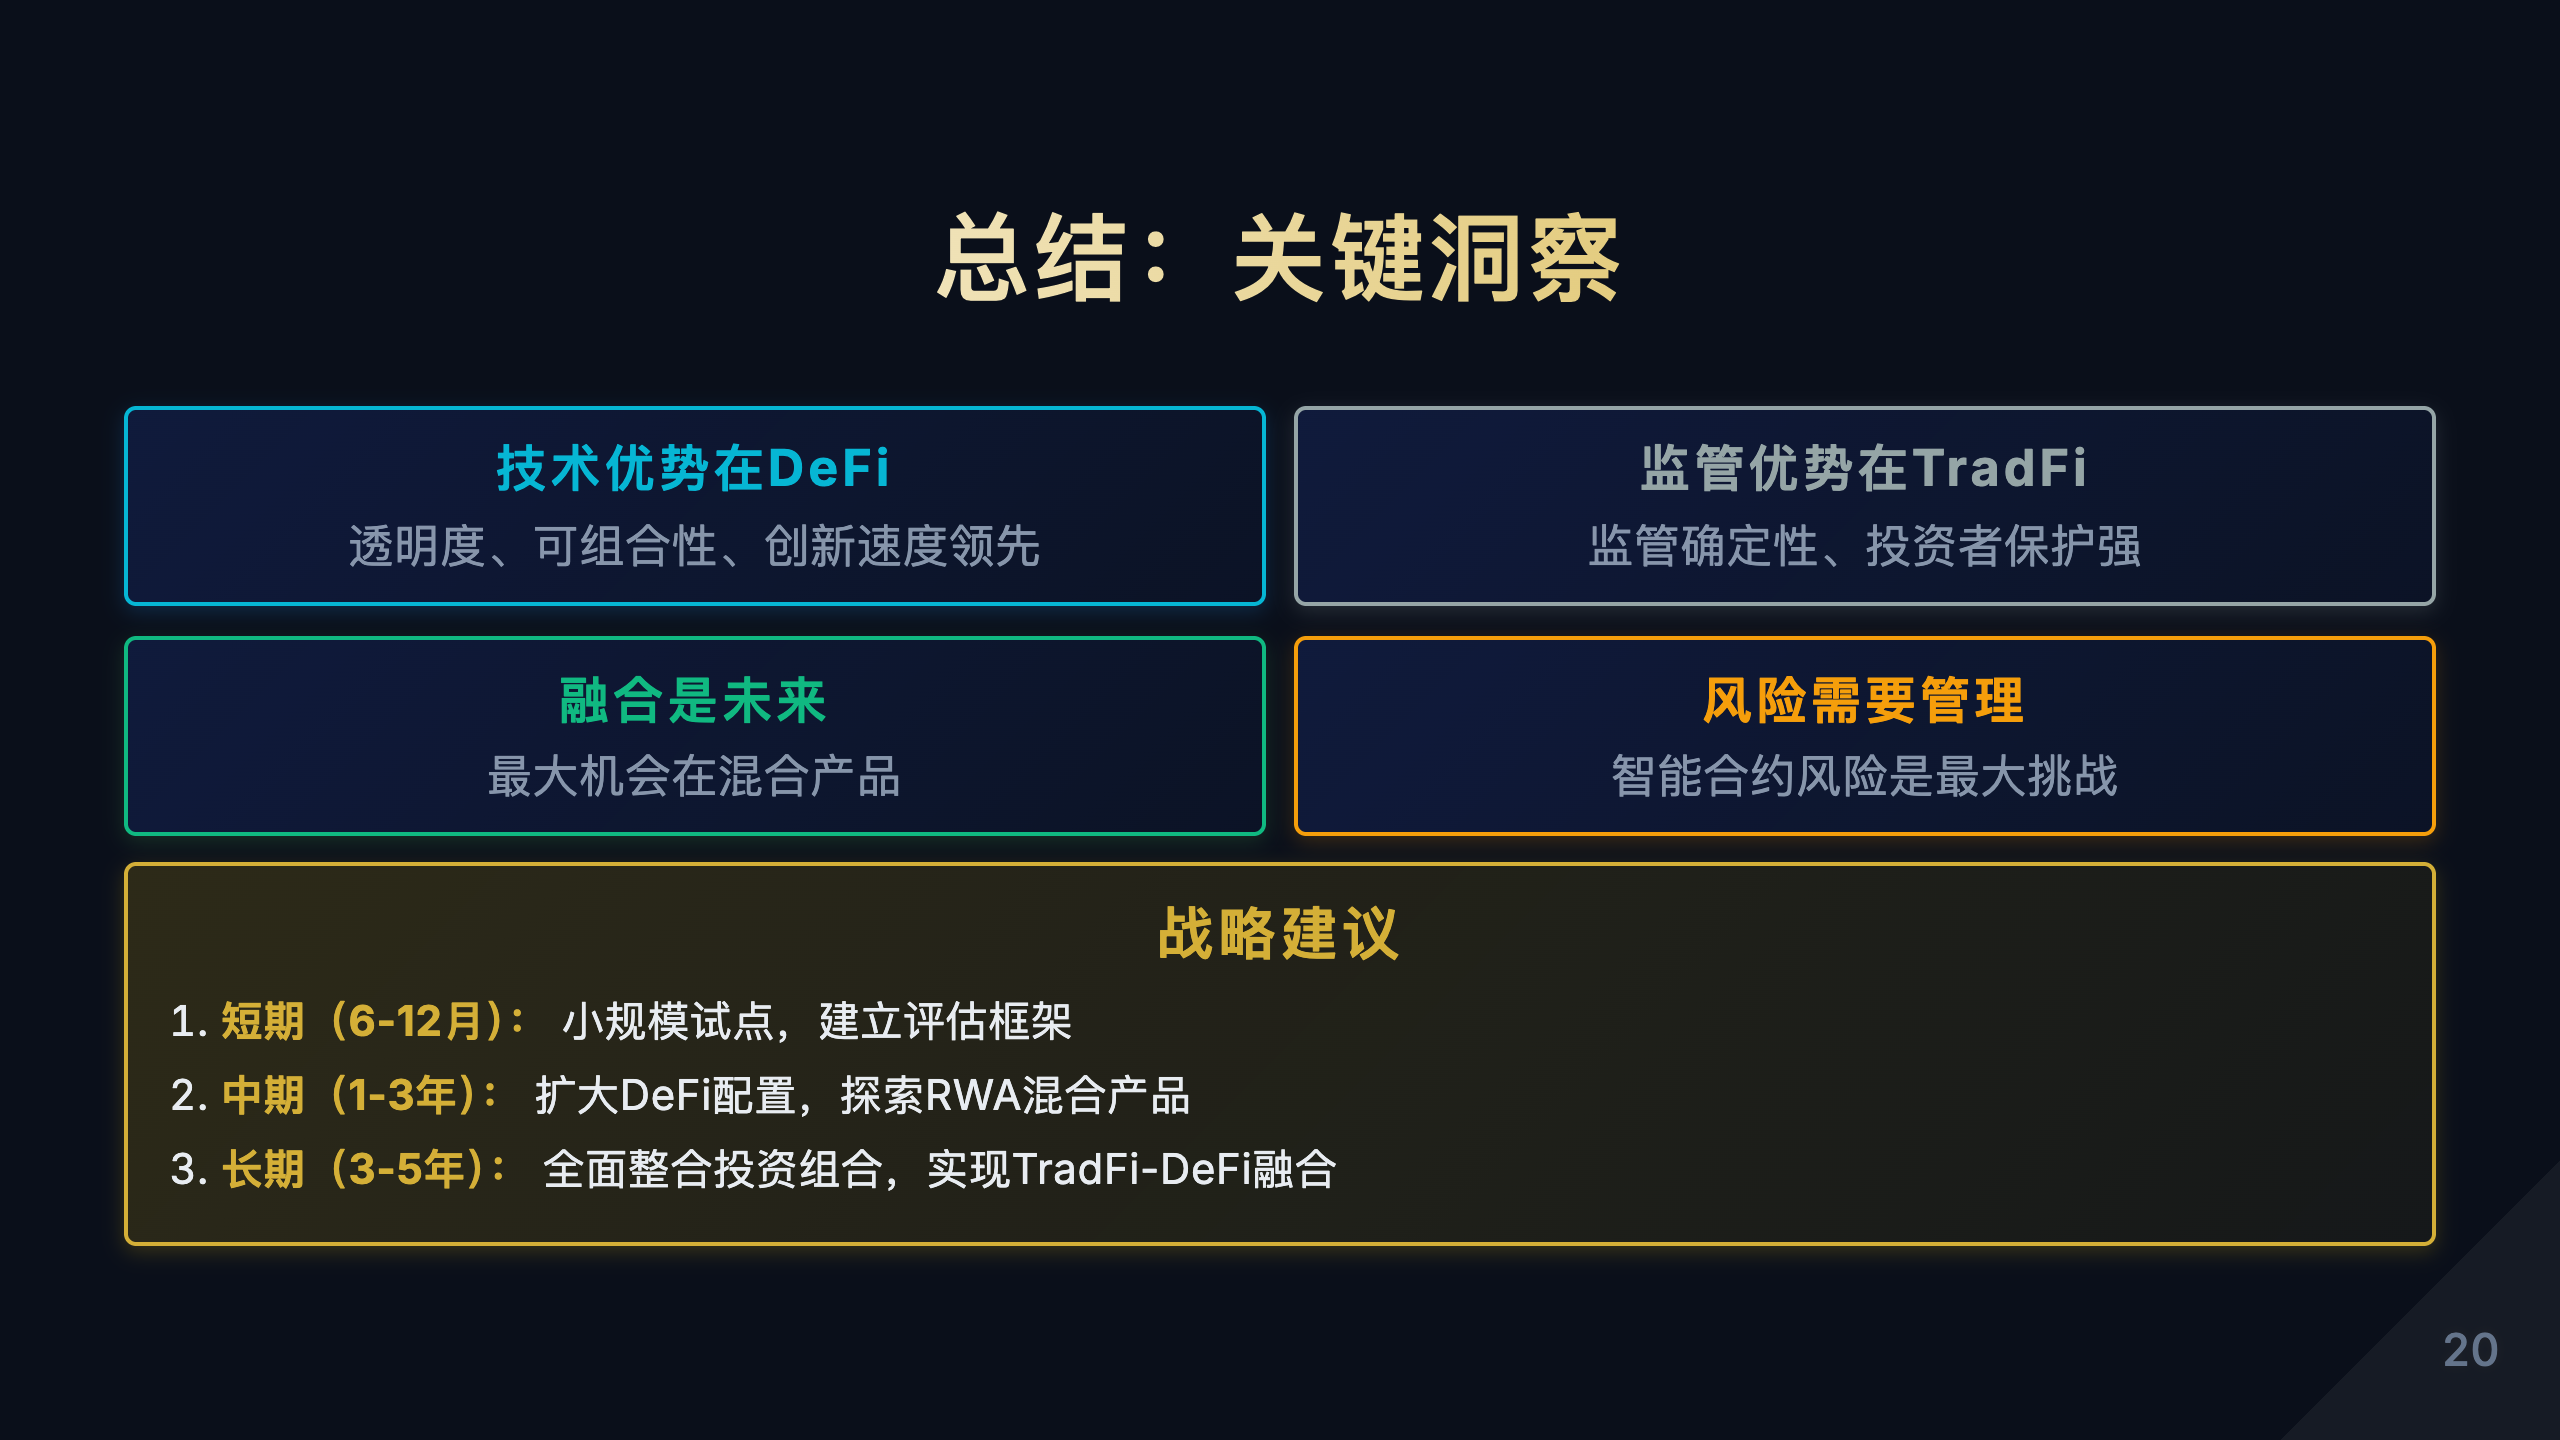 总结：关键洞察
技术优势在DeFi
透明度、可组合性、创新速度领先
监管优势在TradFi
监管确定性、投资者保护强
融合是未来
最大机会在混合产品
风险需要管理
智能合约风险是最大挑战
战略建议
1. 短期（6-12月）： 小规模试点，建立评估框架
2. 中期（1-3年）： 扩大DeFi配置，探索RWA混合产品
3. 长期（3-5年）： 全面整合投资组合，实现TradFi-DeFi融合
20